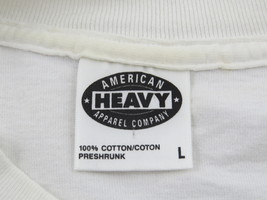 AMERICAN
HEAVY
APPAREL COMPANY
100% COTTON/COTON
PRESHRUNK
L